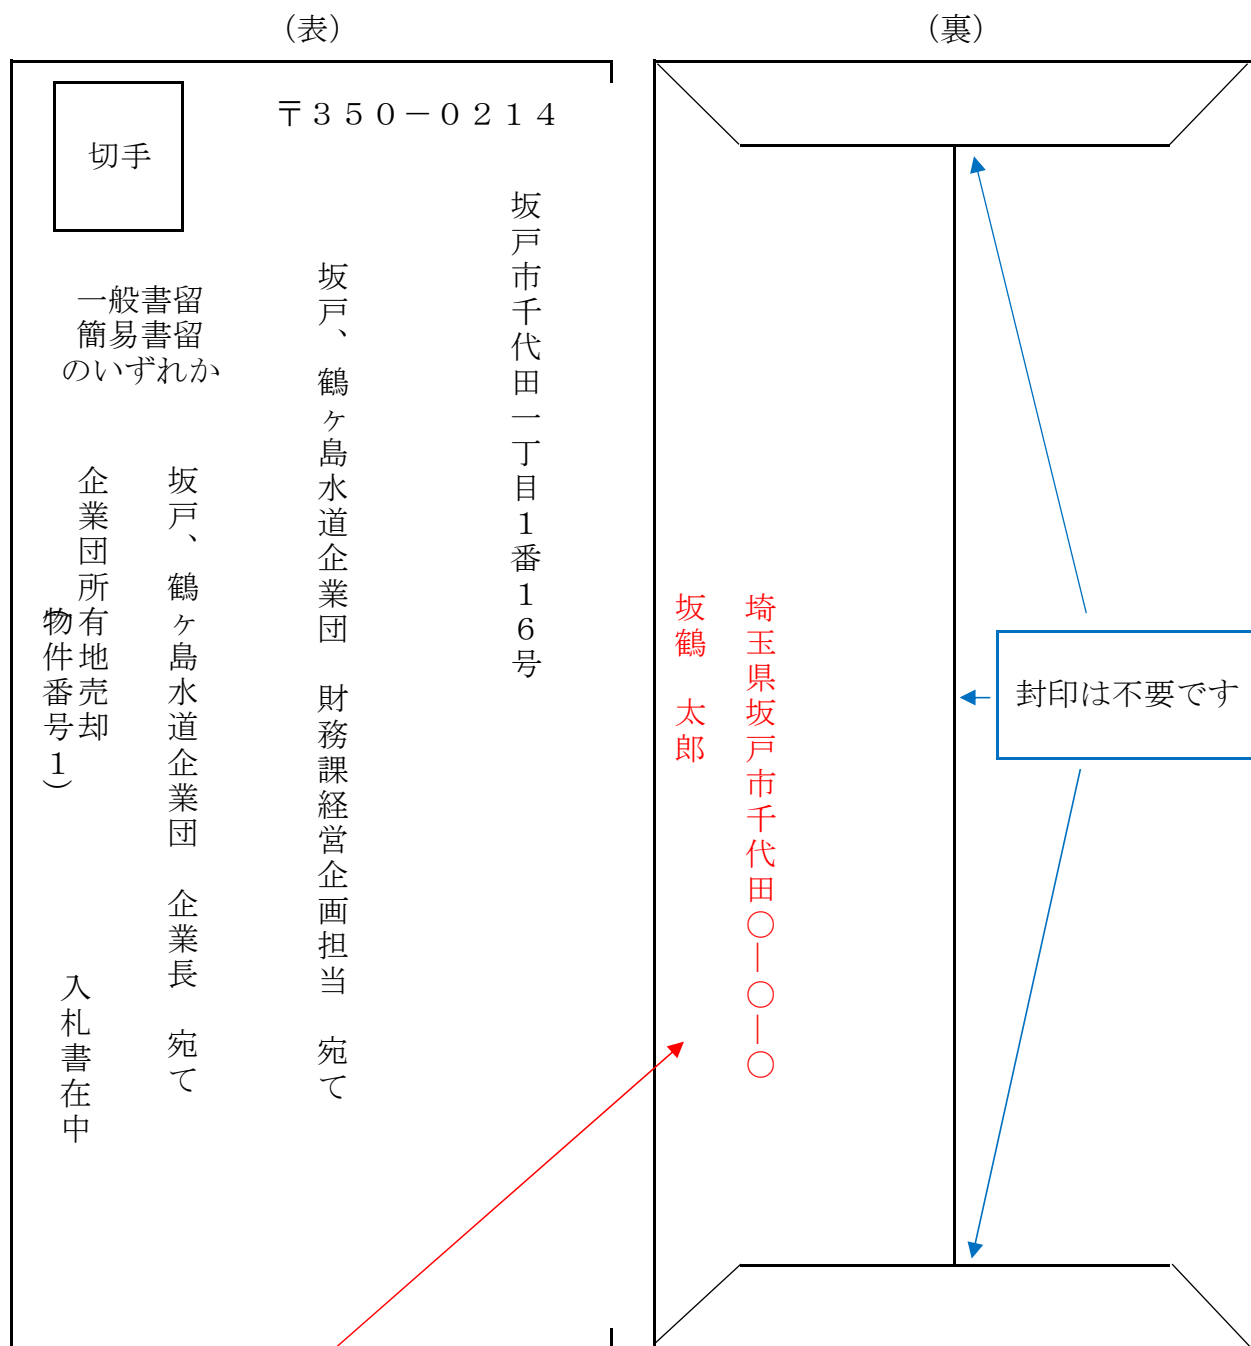 （表）
〒３５０－０２１４
切手
坂戸市千代田一丁目１番１６号
坂戸、鶴ヶ島水道企業団　財務課経営企画担当　宛て
一般書留
簡易書留
のいずれか
坂戸、鶴ヶ島水道企業団　企業長　宛て
企業団所有地売却
物件番号１）
入札書在中
（裏）
埼玉県坂戸市千代田〇―〇―〇
坂鶴　太郎
封印は不要です